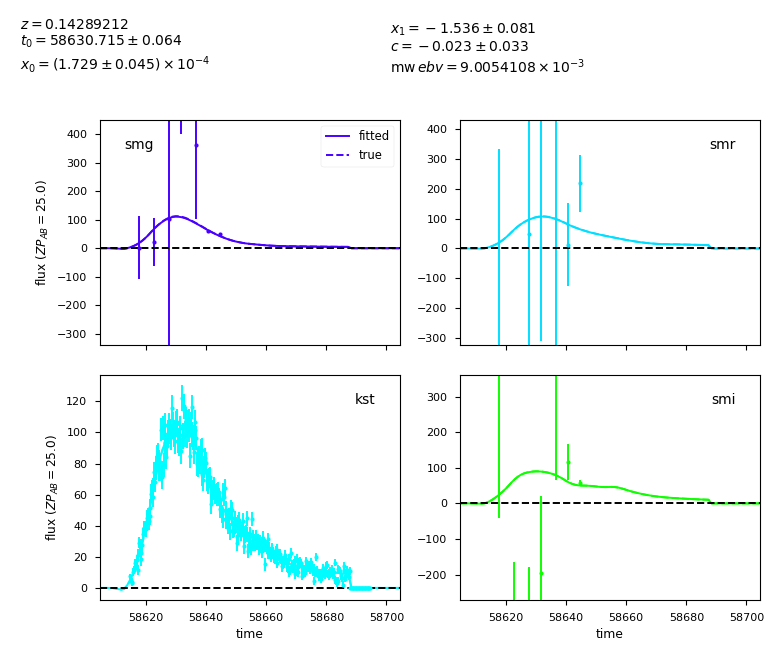 z = 0.14289212
t₀ = 58630.715 ± 0.064
x₀ = (1.729 ± 0.045) × 10⁻⁴
x₁ = −1.536 ± 0.081
c = −0.023 ± 0.033
mw ebv = 9.0054108 × 10⁻³
smg
fitted
true
400
300
200
100
0
−100
−200
−300
flux (ZP_AB = 25.0)
smr
400
300
200
100
0
−100
−200
−300
kst
120
100
80
60
40
20
0
flux (ZP_AB = 25.0)
58620 58640 58660 58680 58700
time
smi
300
200
100
0
−100
−200
58620 58640 58660 58680 58700
time